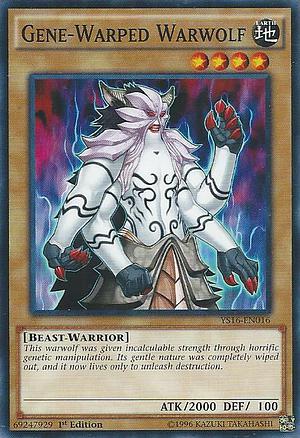 Gene-Warped Warwolf
EARTH
地
YS16-EN016
[Beast-Warrior]
This warwolf was given incalculable strength through horrific
genetic manipulation. Its gentle nature was completely wiped
out, and it now lives only to unleash destruction.
ATK/2000 DEF/ 100
69247929 1st Edition ©1996 KAZUKI TAKAHASHI